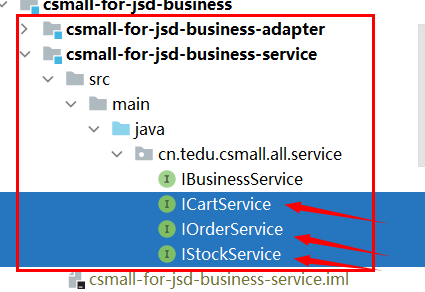 csmall-for-jsd-business
csmall-for-jsd-business-adapter
csmall-for-jsd-business-service
src
main
java
cn.tedu.csmall.all.service
I IBusinessService
I ICartService
I IOrderService
I IStockService
csmall-for-jsd-business-service.iml